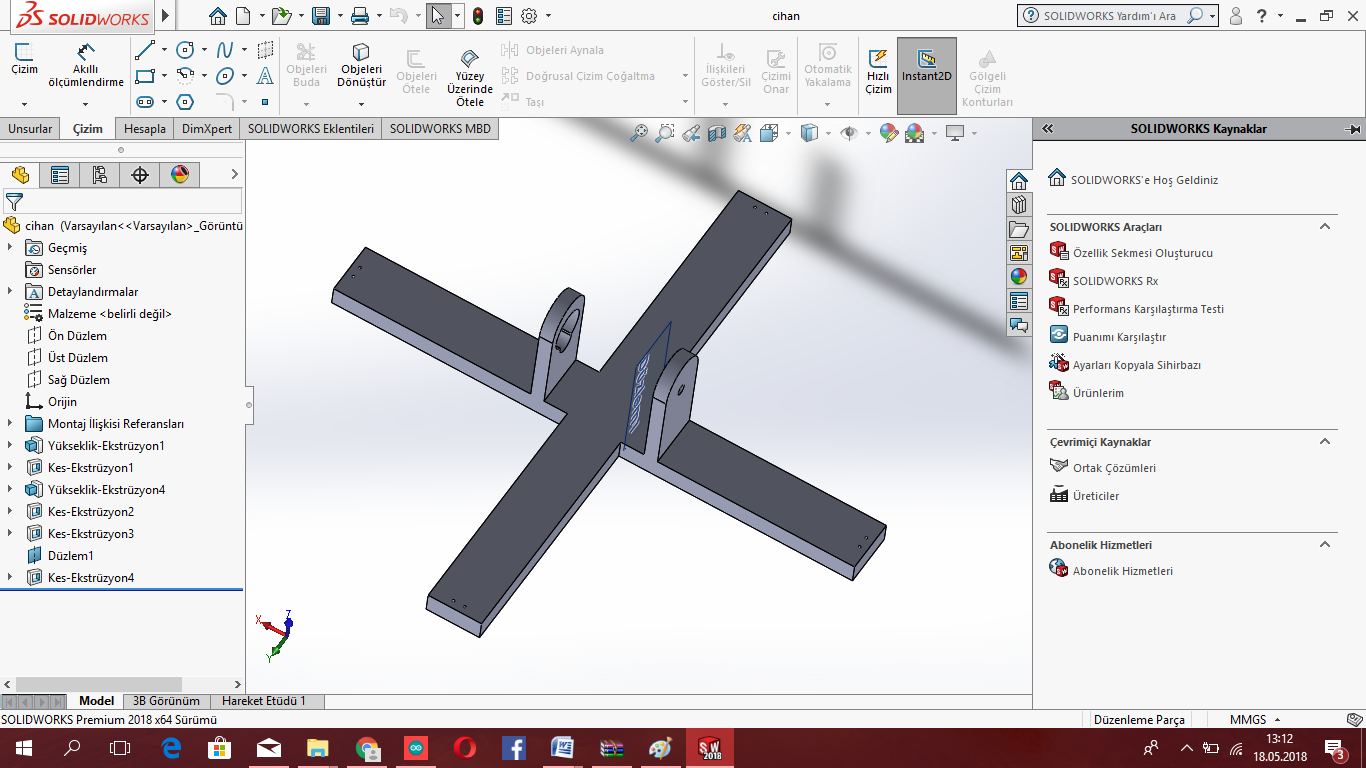 SOLIDWORKS
cihan
SOLIDWORKS Yardım'ı Ara
Çizim
Akıllı ölçümlendirme
Objeleri Buda
Objeleri Dönüştür
Objeleri Ötele
Yüzey Üzerinde Ötele
Objeleri Aynala
Doğrusal Çizim Çoğaltma
Taşı
İlişkileri Göster/Sil
Çizimi Onar
Otomatik Yakalama
Hızlı Çizim
Instant2D
Gölgeli Çizim Konturları
Unsurlar
Çizim
Hesapla
DimXpert
SOLIDWORKS Eklentileri
SOLIDWORKS MBD
cihan (Varsayılan<<Varsayılan>_Görüntü
Geçmiş
Sensörler
Detaylandırmalar
Malzeme <belirli değil>
Ön Düzlem
Üst Düzlem
Sağ Düzlem
Orijin
Montaj İlişkisi Referansları
Yükseklik-Ekstrüzyon1
Kes-Ekstrüzyon1
Yükseklik-Ekstrüzyon4
Kes-Ekstrüzyon2
Kes-Ekstrüzyon3
Düzlem1
Kes-Ekstrüzyon4
X
Y
Z
SOLIDWORKS Kaynaklar
SOLIDWORKS'e Hoş Geldiniz
SOLIDWORKS Araçları
Özellik Sekmesi Oluşturucu
SOLIDWORKS Rx
Performans Karşılaştırma Testi
Puanımı Karşılaştır
Ayarları Kopyala Sihirbazı
Ürünlerim
Çevrimiçi Kaynaklar
Ortak Çözümleri
Üreticiler
Abonelik Hizmetleri
Abonelik Hizmetleri
Model
3B Görünüm
Hareket Etüdü 1
SOLIDWORKS Premium 2018 x64 Sürümü
Düzenleme Parça
MMGS
SW 2018
13:12
18.05.2018
3